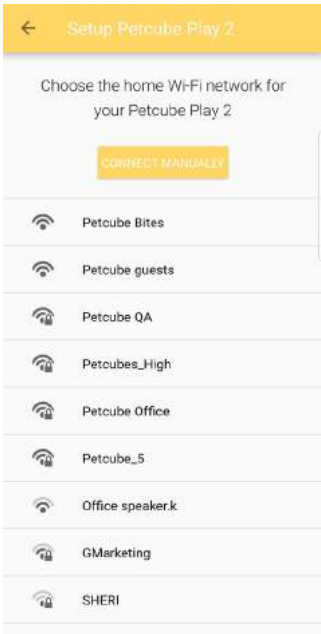 Setup Petcube Play 2
Choose the home Wi-Fi network for
your Petcube Play 2
CONNECT MANUALLY
Petcube Bites
Petcube guests
Petcube QA
Petcubes_High
Petcube Office
Petcube_5
Office speaker.k
GMarketing
SHERI